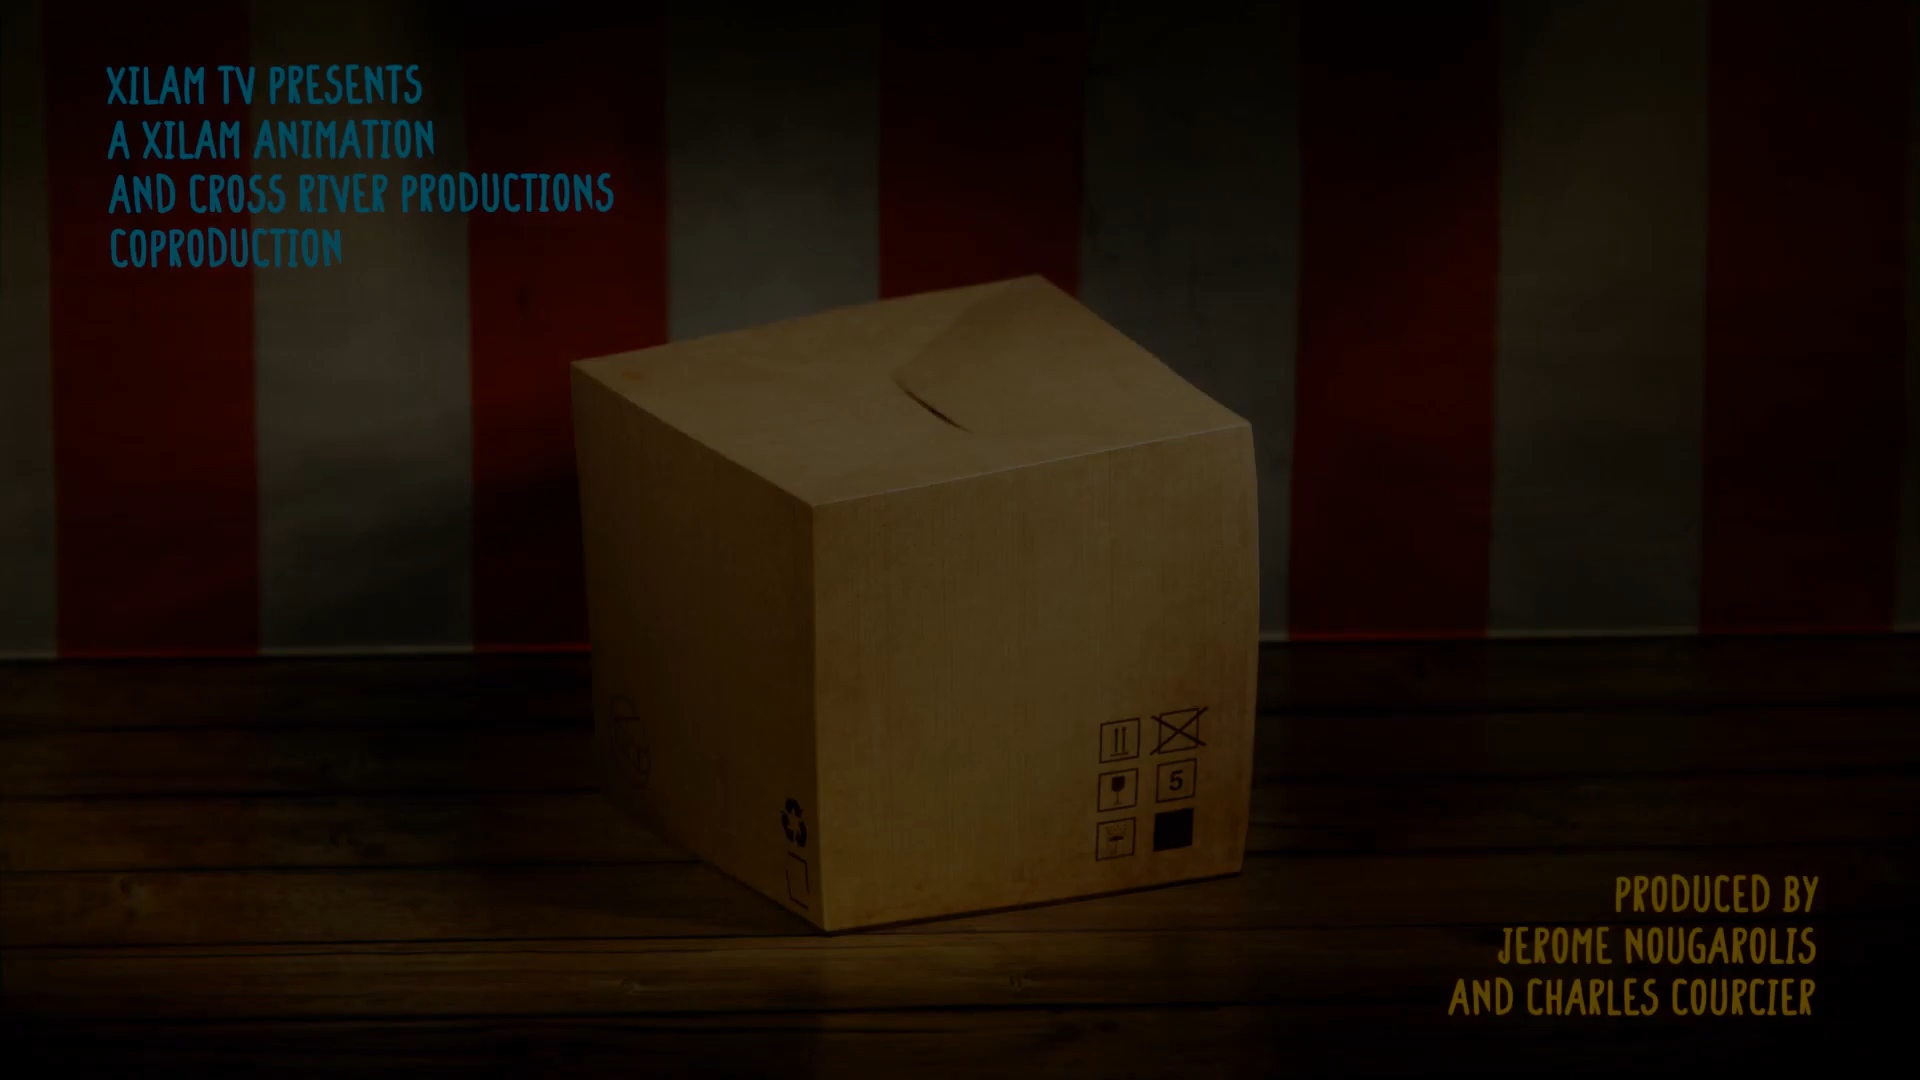 XILAM TV PRESENTS
A XILAM ANIMATION
AND CROSS RIVER PRODUCTIONS
COPRODUCTION
5
PRODUCED BY
JEROME NOUGAROLIS
AND CHARLES COURCIER